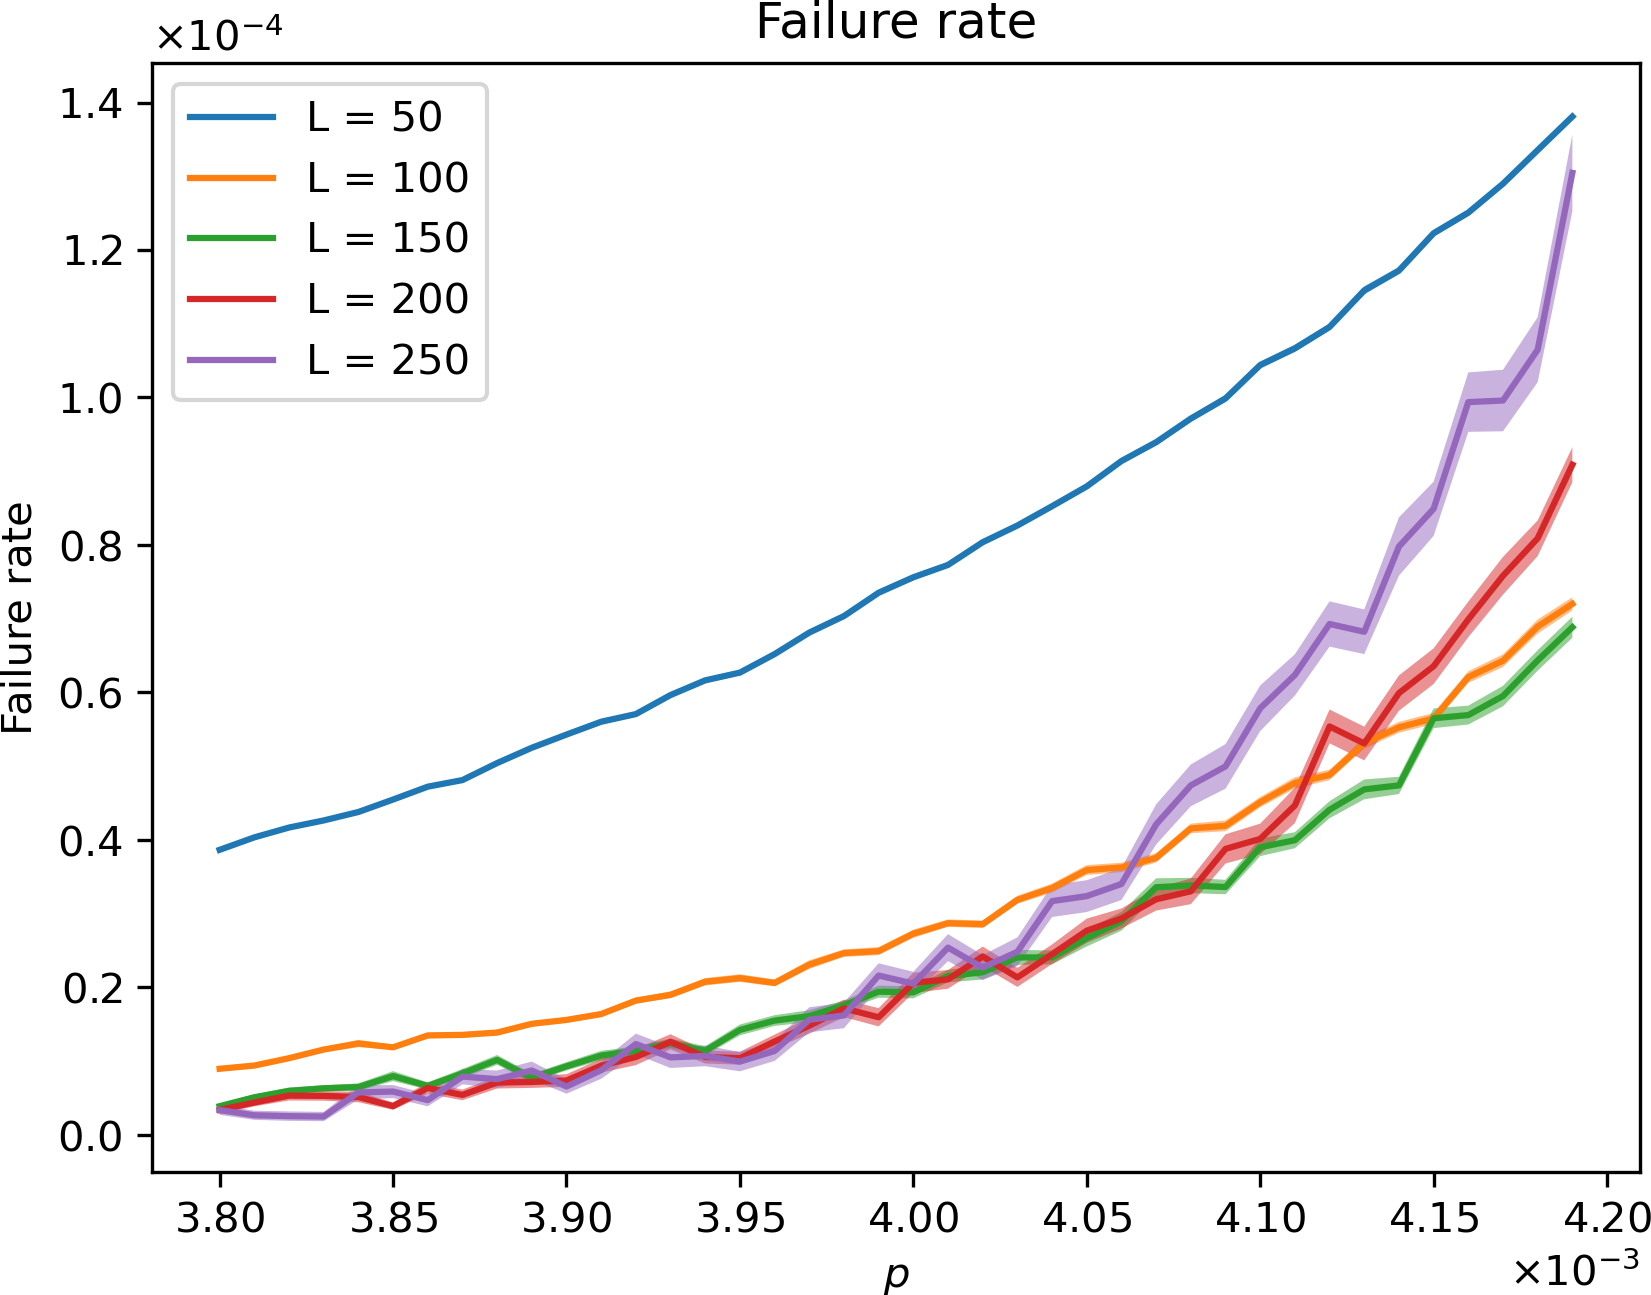 Failure rate
×10⁻⁴
1.4
1.2
1.0
0.8
0.6
0.4
0.2
0.0
Failure rate
L = 50
L = 100
L = 150
L = 200
L = 250
3.80 3.85 3.90 3.95 4.00 4.05 4.10 4.15 4.20
p
×10⁻³